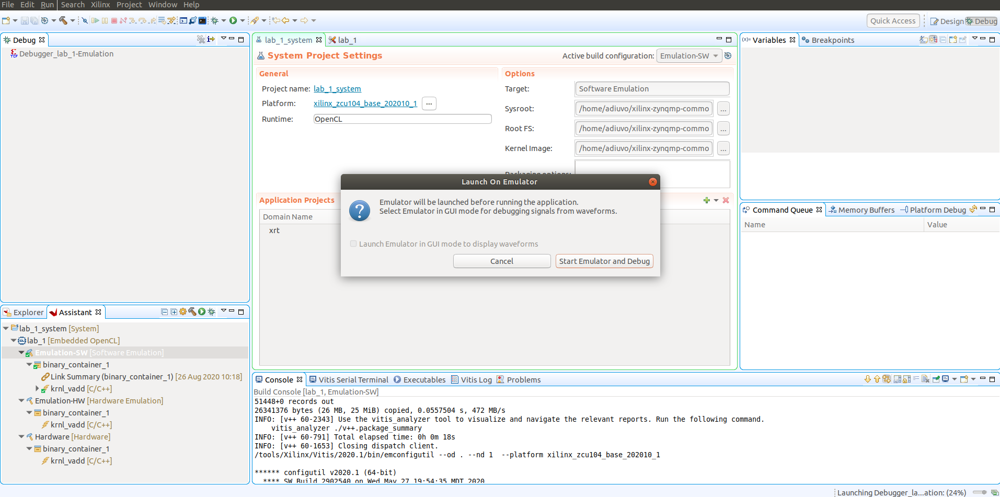 File Edit Run Search Xilinx Project Window Help
Quick Access
Design
Debug
Debug
Debugger_lab_1-Emulation
lab_1_system
lab_1
System Project Settings
Active build configuration: Emulation-SW
General
Project name: lab_1_system
Platform: xilinx_zcu104_base_202010_1 ...
Runtime: OpenCL
Options
Target: Software Emulation
Sysroot: /home/adiuvo/xilinx-zynqmp-commo ...
Root FS: /home/adiuvo/xilinx-zynqmp-commo ...
Kernel Image: /home/adiuvo/xilinx-zynqmp-commo ...
Packaging options:
Application Projects
Domain Name
xrt
Launch On Emulator
Emulator will be launched before running the application.
Select Emulator in GUI mode for debugging signals from waveforms.
Launch Emulator in GUI mode to display waveforms
Cancel
Start Emulator and Debug
(x)= Variables
Breakpoints
Command Queue
Memory Buffers
Platform Debug
Name Value
Explorer
Assistant
lab_1_system [System]
lab_1 [Embedded OpenCL]
Emulation-SW [Software Emulation]
binary_container_1
Link Summary (binary_container_1) [26 Aug 2020 10:18]
krnl_vadd [C/C++]
Emulation-HW [Hardware Emulation]
binary_container_1
krnl_vadd [C/C++]
Hardware [Hardware]
binary_container_1
krnl_vadd [C/C++]
Console
Vitis Serial Terminal
Executables
Vitis Log
Problems
Build Console [lab_1, Emulation-SW]
51448+0 records out
26341376 bytes (26 MB, 25 MiB) copied, 0.0557504 s, 472 MB/s
INFO: [v++ 60-2343] Use the vitis_analyzer tool to visualize and navigate the relevant reports. Run the following command.
vitis_analyzer ./v++.package_summary
INFO: [v++ 60-791] Total elapsed time: 0h 0m 18s
INFO: [v++ 60-1653] Closing dispatch client.
/tools/Xilinx/Vitis/2020.1/bin/emconfigutil --od . --nd 1  --platform xilinx_zcu104_base_202010_1
****** configutil v2020.1 (64-bit)
**** SW Build 2902540 on Wed May 27 19:54:35 MDT 2020
Launching Debugger_la...ation: (24%)